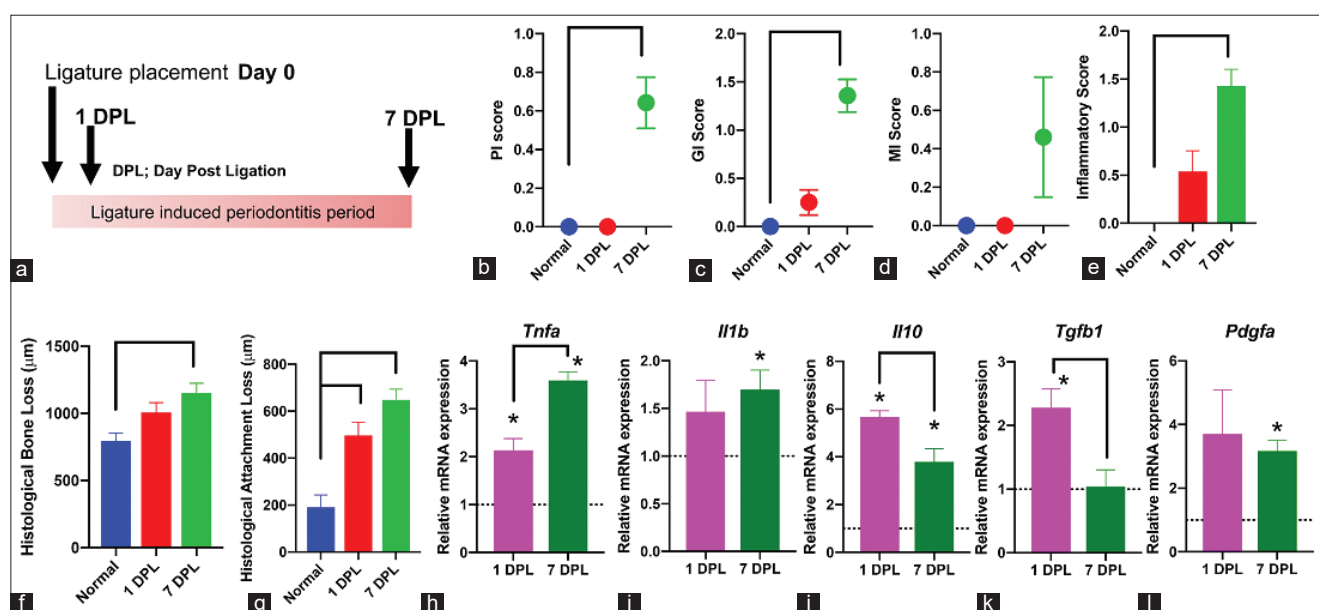 Ligature placement Day 0
1 DPL
7 DPL
DPL; Day Post Ligation
Ligature induced periodontitis period
a
PI score
1.0
0.8
0.6
0.4
0.2
0.0
Normal
1 DPL
7 DPL
b
GI Score
2.0
1.5
1.0
0.5
0.0
Normal
1 DPL
7 DPL
c
MI Score
1.0
0.8
0.6
0.4
0.2
0.0
Normal
1 DPL
7 DPL
d
Inflammatory Score
2.0
1.5
1.0
0.5
0.0
Normal
1 DPL
7 DPL
e
Histological Bone Loss (μm)
1500
1000
500
0
Normal
1 DPL
7 DPL
f
Histological Attachment Loss (μm)
800
600
400
200
0
Normal
1 DPL
7 DPL
g
Tnfa
Relative mRNA expression
4
3
2
1
0
*
*
1 DPL
7 DPL
h
Il1b
Relative mRNA expression
2.0
1.5
1.0
0.5
0.0
*
1 DPL
7 DPL
i
Il10
Relative mRNA expression
8
6
4
2
0
*
*
1 DPL
7 DPL
j
Tgfb1
Relative mRNA expression
3
2
1
0
*
1 DPL
7 DPL
k
Pdgfa
Relative mRNA expression
6
4
2
0
*
1 DPL
7 DPL
l